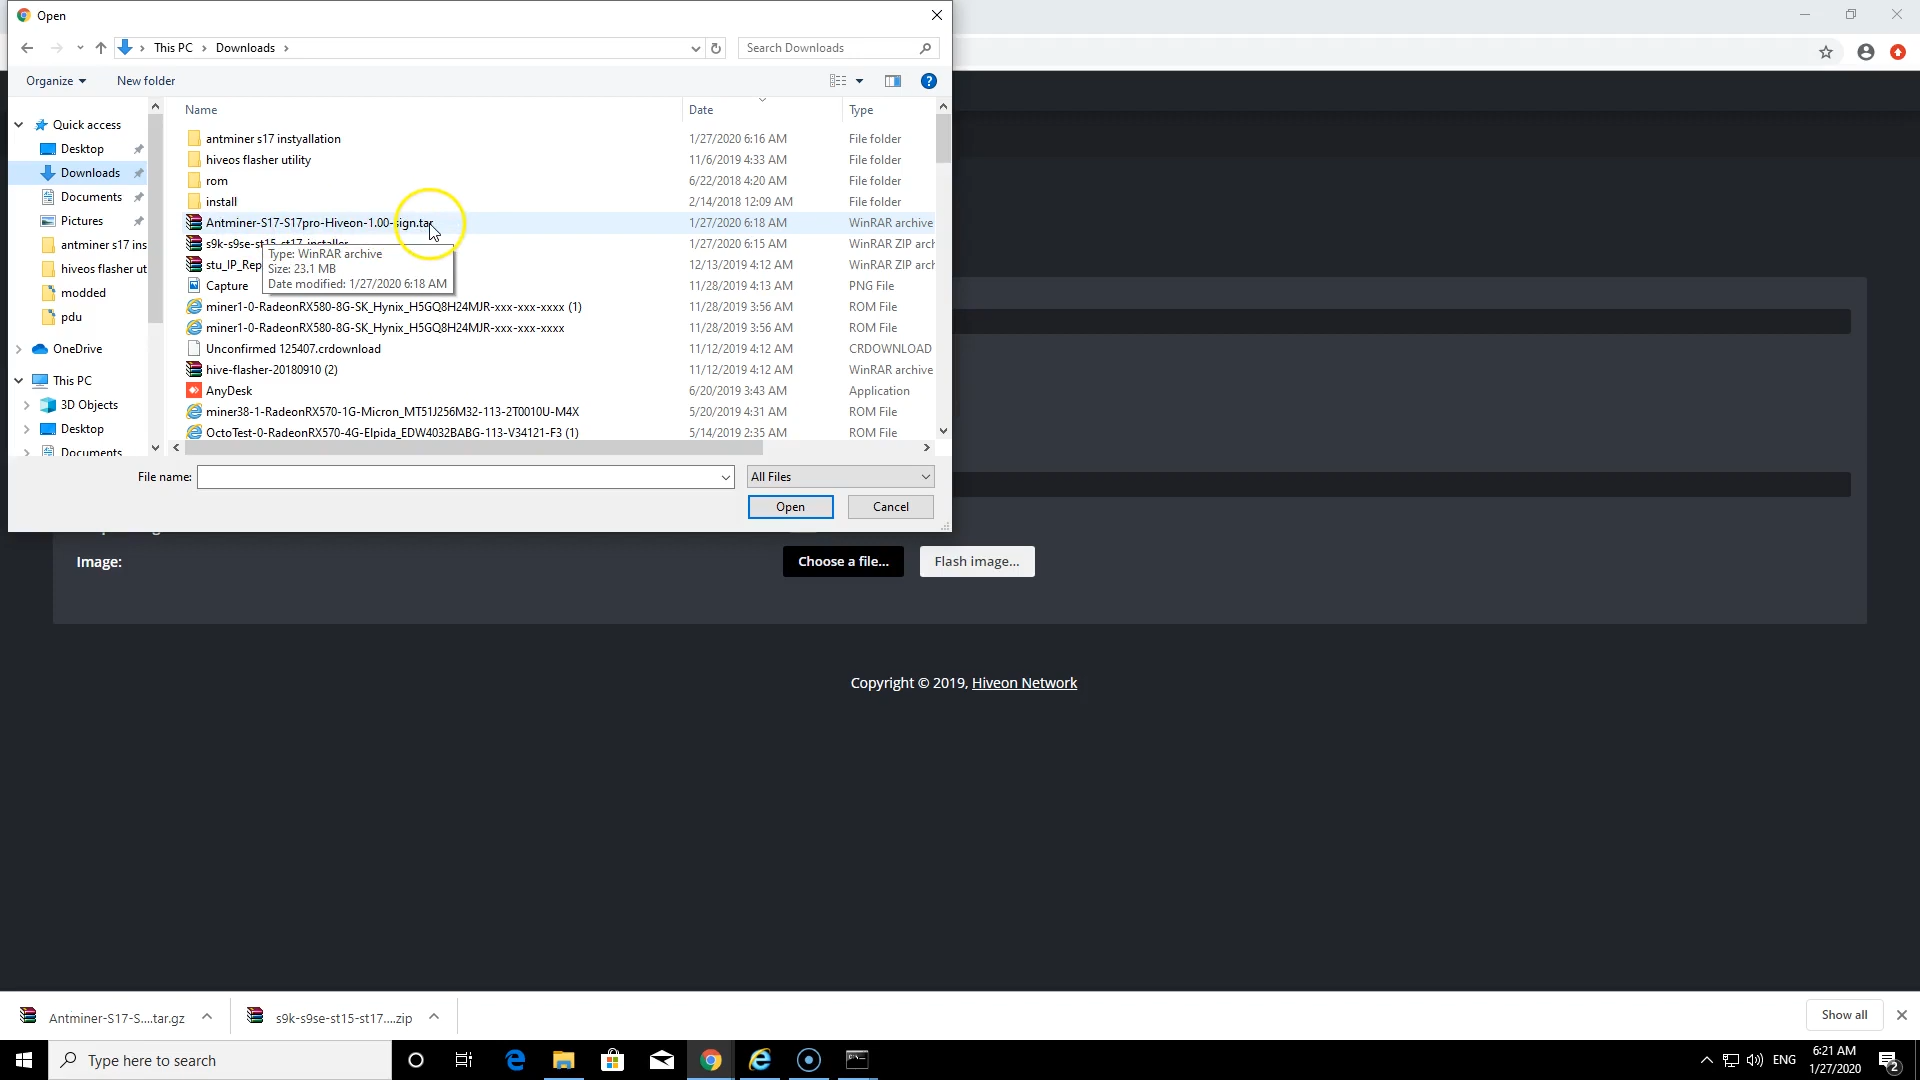 Open
This PC > Downloads >
Search Downloads
Organize
New folder
Name
Date
Type
Quick access
Desktop
Downloads
Documents
Pictures
antminer s17 ins
hiveos flasher ut
modded
pdu
OneDrive
This PC
3D Objects
Desktop
Documents
antminer s17 instyallation 1/27/2020 6:16 AM File folder
hiveos flasher utility 11/6/2019 4:33 AM File folder
rom 6/22/2018 4:20 AM File folder
install 2/14/2018 12:09 AM File folder
Antminer-S17-S17pro-Hiveon-1.00-sign.tar 1/27/2020 6:18 AM WinRAR archive
s9k-s9se-st15-st17-installer 1/27/2020 6:15 AM WinRAR ZIP arch
stu_IP_Rep 12/13/2019 4:12 AM WinRAR ZIP arch
Type: WinRAR archive
Size: 23.1 MB
Date modified: 1/27/2020 6:18 AM
Capture 11/28/2019 4:13 AM PNG File
miner1-0-RadeonRX580-8G-SK_Hynix_H5GQ8H24MJR-xxx-xxx-xxxx (1) 11/28/2019 3:56 AM ROM File
miner1-0-RadeonRX580-8G-SK_Hynix_H5GQ8H24MJR-xxx-xxx-xxxx 11/28/2019 3:56 AM ROM File
Unconfirmed 125407.crdownload 11/12/2019 4:12 AM CRDOWNLOAD
hive-flasher-20180910 (2) 11/12/2019 4:12 AM WinRAR archive
AnyDesk 6/20/2019 3:43 AM Application
miner38-1-RadeonRX570-1G-Micron_MT51J256M32-113-2T0010U-M4X 5/20/2019 4:31 AM ROM File
OctoTest-0-RadeonRX570-4G-Elpida_EDW4032BABG-113-V34121-F3 (1) 5/14/2019 2:35 AM ROM File
File name:
All Files
Open
Cancel
Image:
Choose a file...
Flash image...
Copyright © 2019, Hiveon Network
Antminer-S17-S....tar.gz
s9k-s9se-st15-st17....zip
Show all
Type here to search
ENG
6:21 AM
1/27/2020
2